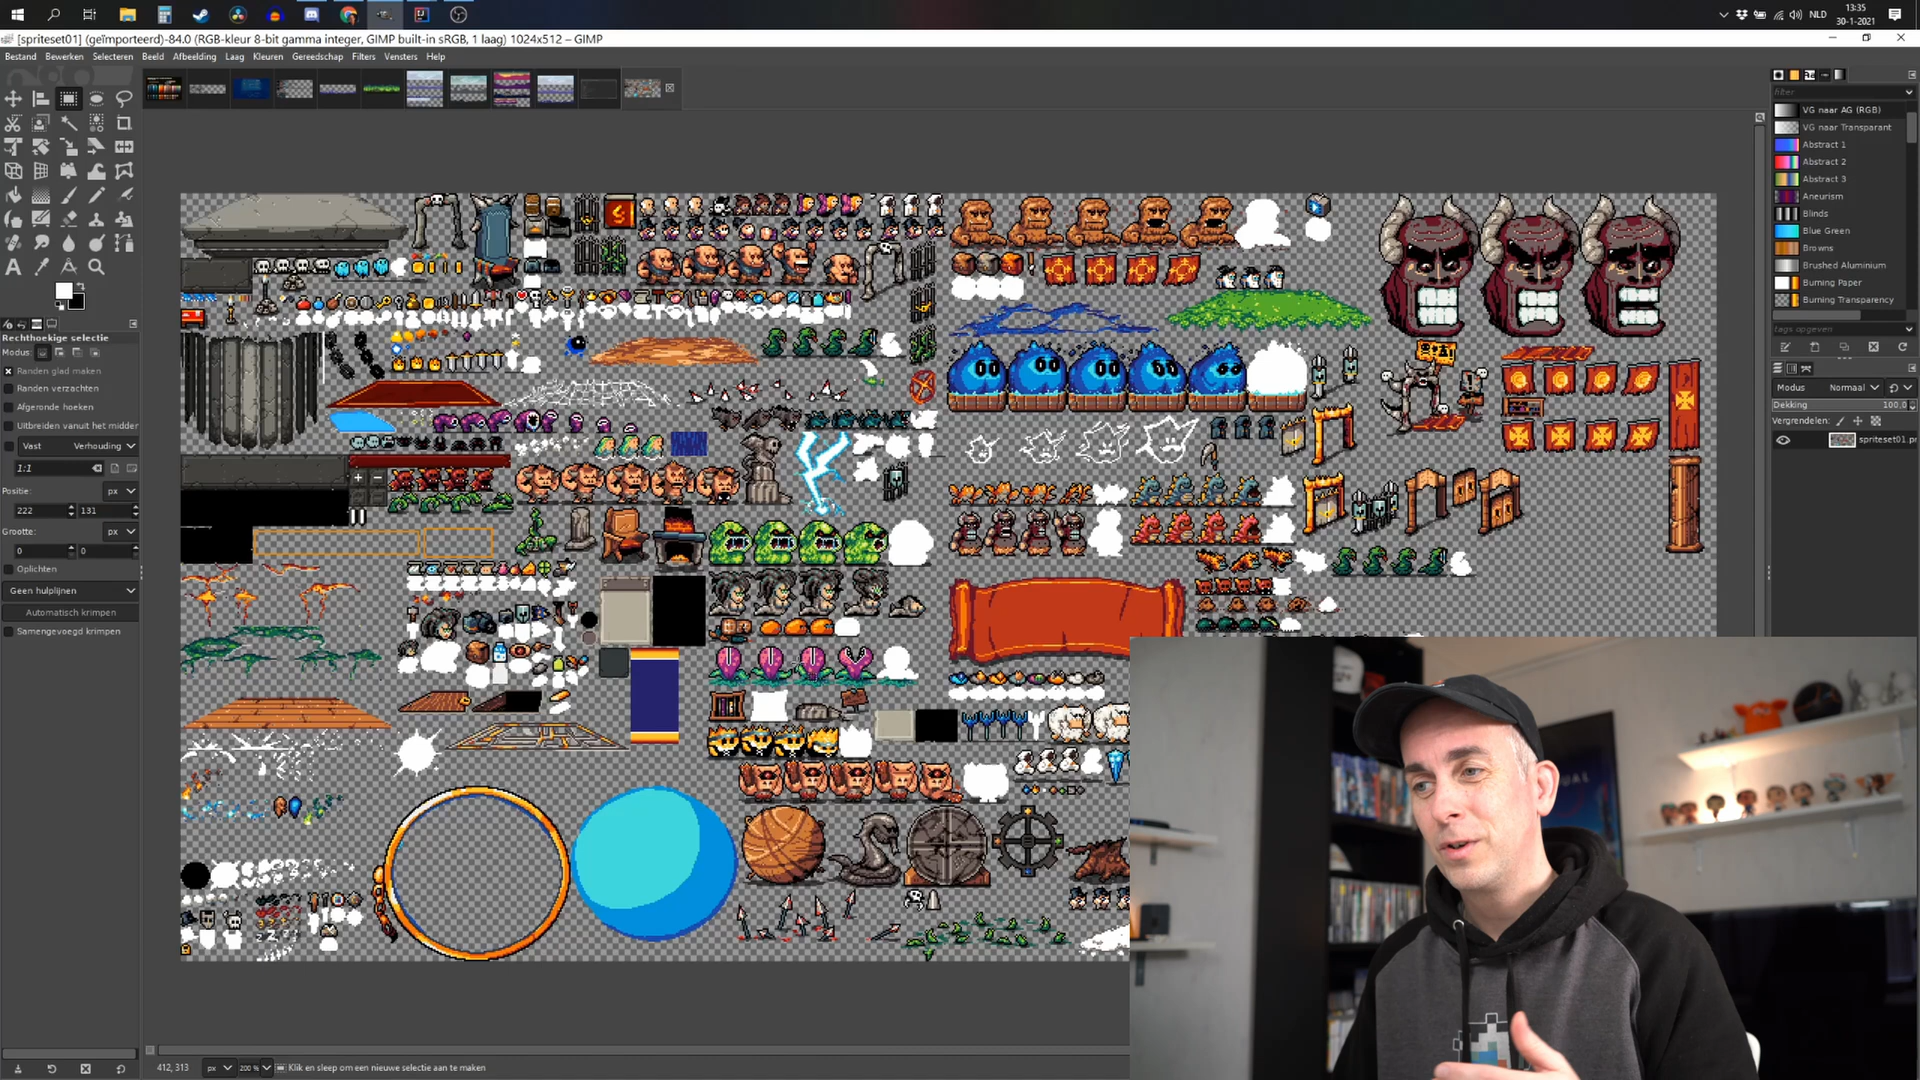 NLD
13:35
30-1-2021
[spriteset01] (geïmporteerd)-84.0 (RGB-kleur 8-bit gamma integer, GIMP built-in sRGB, 1 laag) 1024x512 – GIMP
Bestand Bewerken Selecteren Beeld Afbeelding Laag Kleuren Gereedschap Filters Vensters Help
filter
VG naar AG (RGB)
VG naar Transparant
Abstract 1
Abstract 2
Abstract 3
Aneurism
Blinds
Blue Green
Browns
Brushed Aluminium
Burning Paper
Burning Transparency
tags opgeven
Modus Normaal
Dekking 100,0
Vergrendelen:
spriteset01.pn
Rechthoekige selectie
Modus:
Randen glad maken
Randen verzachten
Afgeronde hoeken
Uitbreiden vanuit het midden
Vast Verhouding
1:1
Positie: px
222 131
Grootte: px
0 0
Oplichten
Geen hulplijnen
Automatisch krimpen
Samengevoegd krimpen
412, 313 px 200 % Klik en sleep om een nieuwe selectie aan te maken